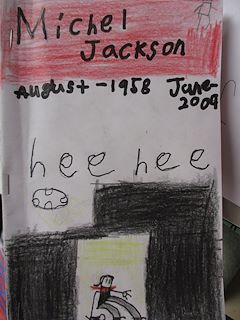 Michel
Jackson
August - 1958 June-
2009
hee hee